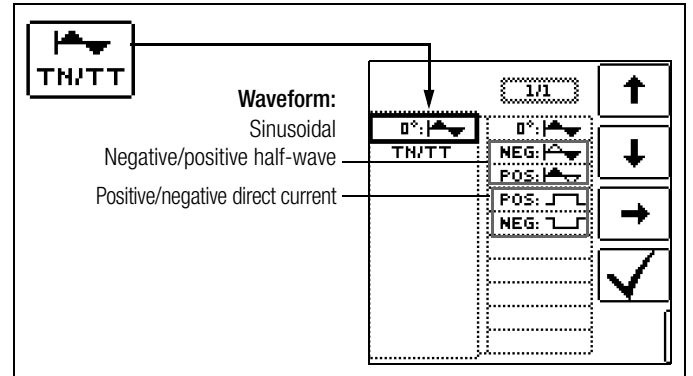 TN/TT
Waveform:
Sinusoidal
Negative/positive half-wave
Positive/negative direct current
1/1
0°:
TN/TT
0°:
NEG:
POS:
POS:
NEG: